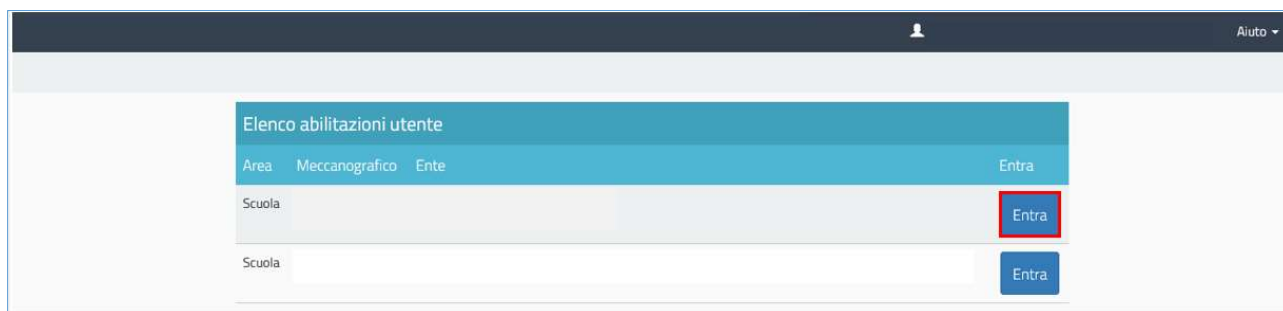 Aiuto
Elenco abilitazioni utente
Area Meccanografico Ente Entra
Scuola Entra
Scuola Entra